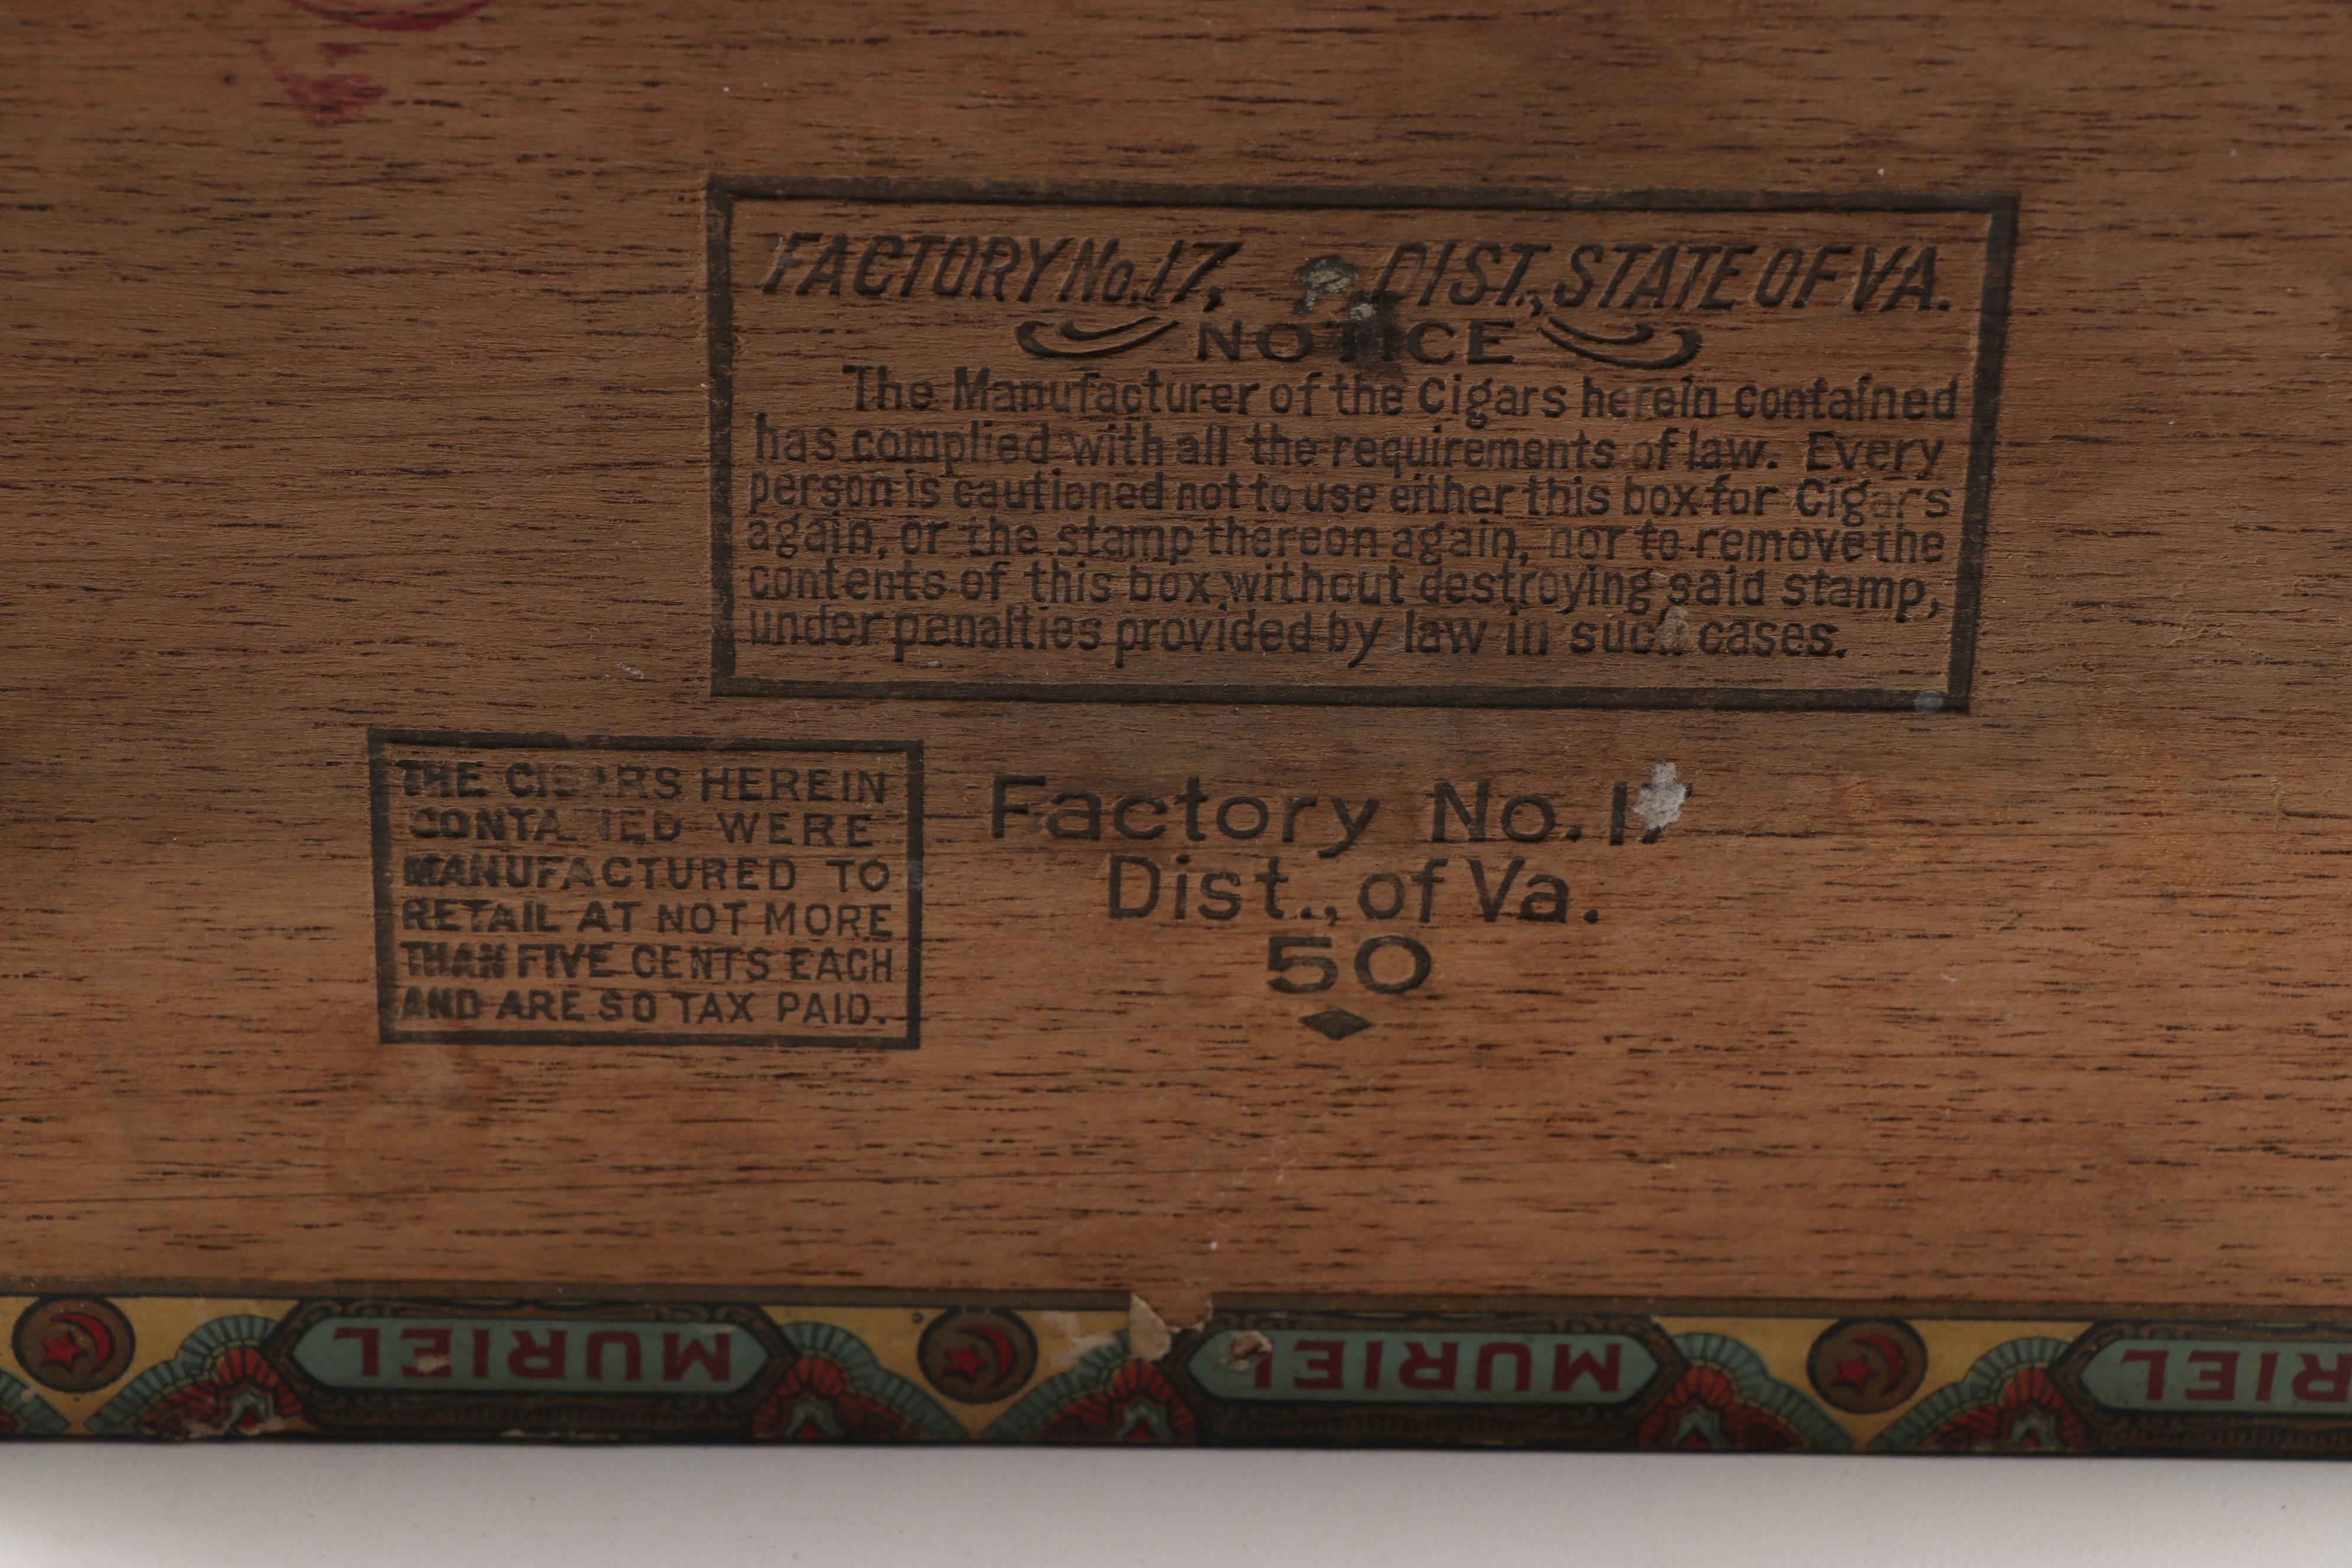 FACTORY No. 17, DIST., STATE OF VA.
NOTICE
The Manufacturer of the Cigars herein contained
has complied with all the requirements of law. Every
person is cautioned not to use either this box for Cigars
again, or the stamp thereon again, nor to remove the
contents of this box without destroying said stamp,
under penalties provided by law in such cases.
THE CIGARS HEREIN
CONTAINED WERE
MANUFACTURED TO
RETAIL AT NOT MORE
THAN FIVE CENTS EACH
AND ARE SO TAX PAID.
Factory No. 17
Dist., of Va.
50
MURIEL MURIEL MURIEL